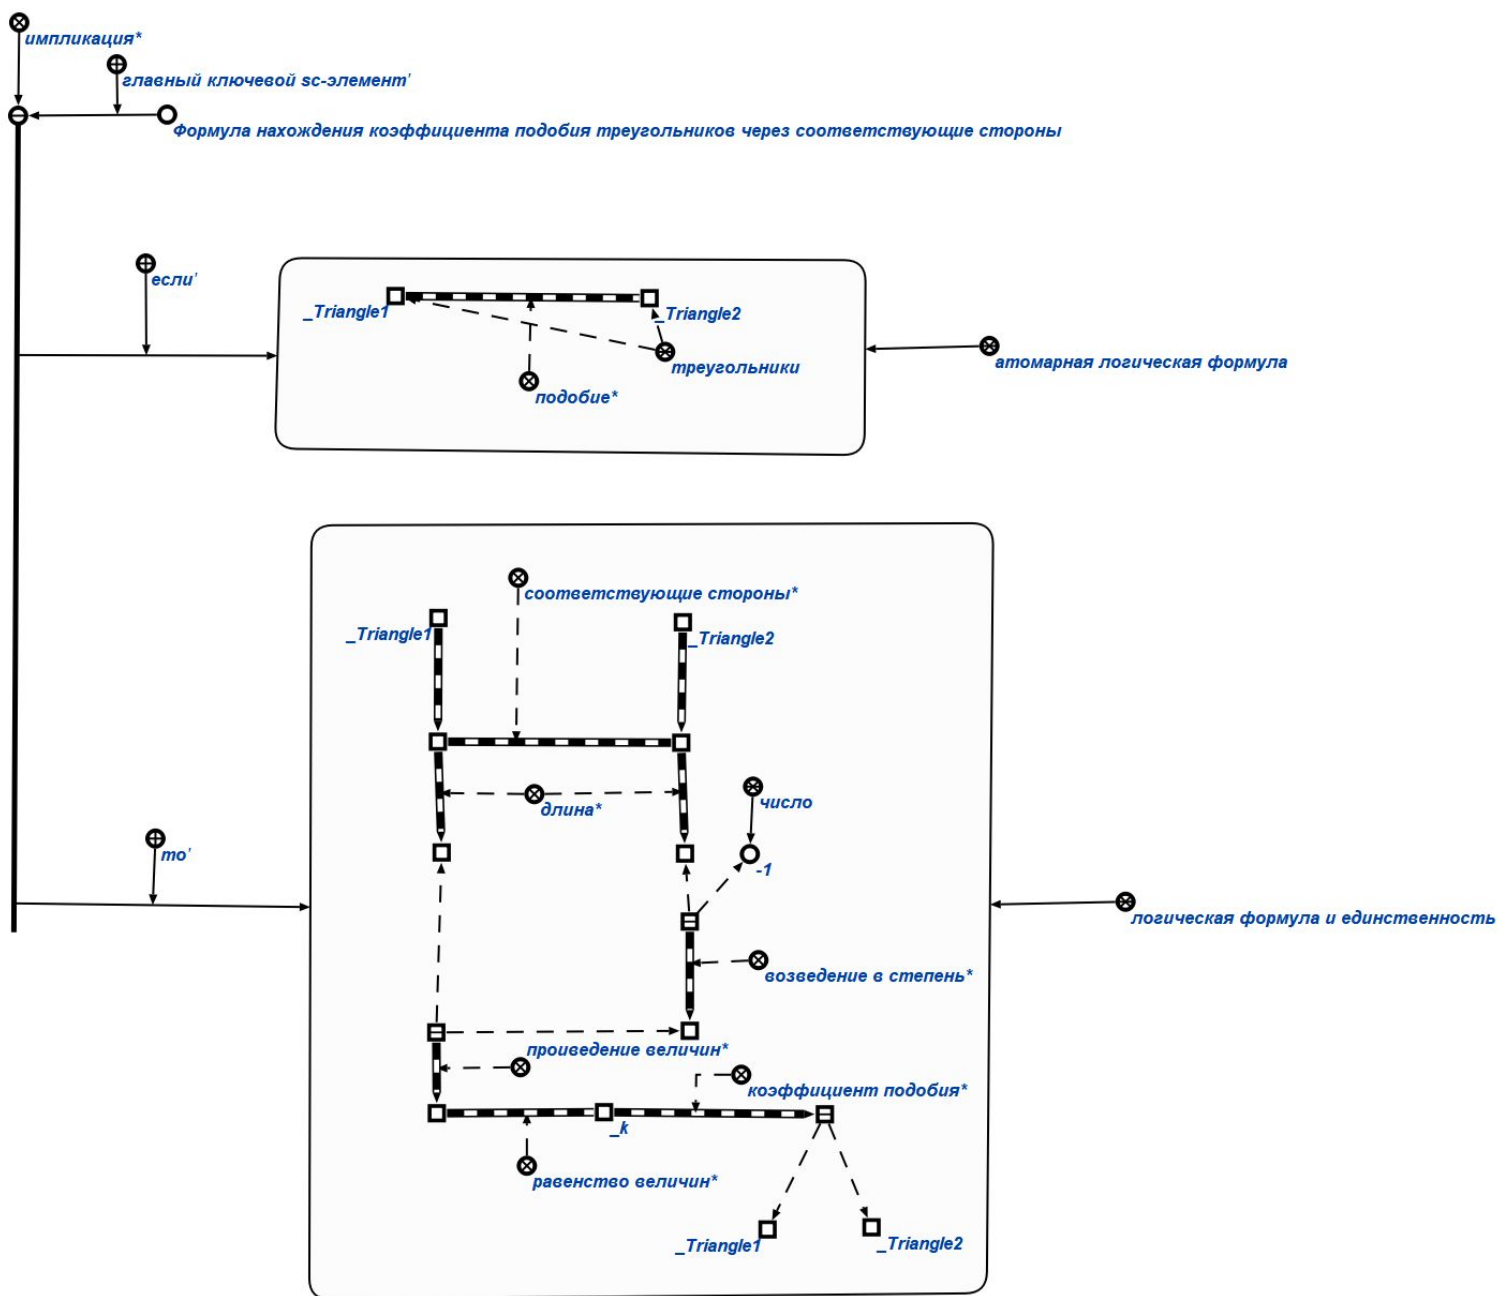 импликация*
главный ключевой sc-элемент'
Формула нахождения коэффициента подобия треугольников через соответствующие стороны
если'
_Triangle1
_Triangle2
треугольники
подобие*
атомарная логическая формула
соответствующие стороны*
_Triangle1
_Triangle2
длина*
число
-1
то'
логическая формула и единственность
возведение в степень*
проиведение величин*
коэффициент подобия*
_k
равенство величин*
_Triangle1
_Triangle2